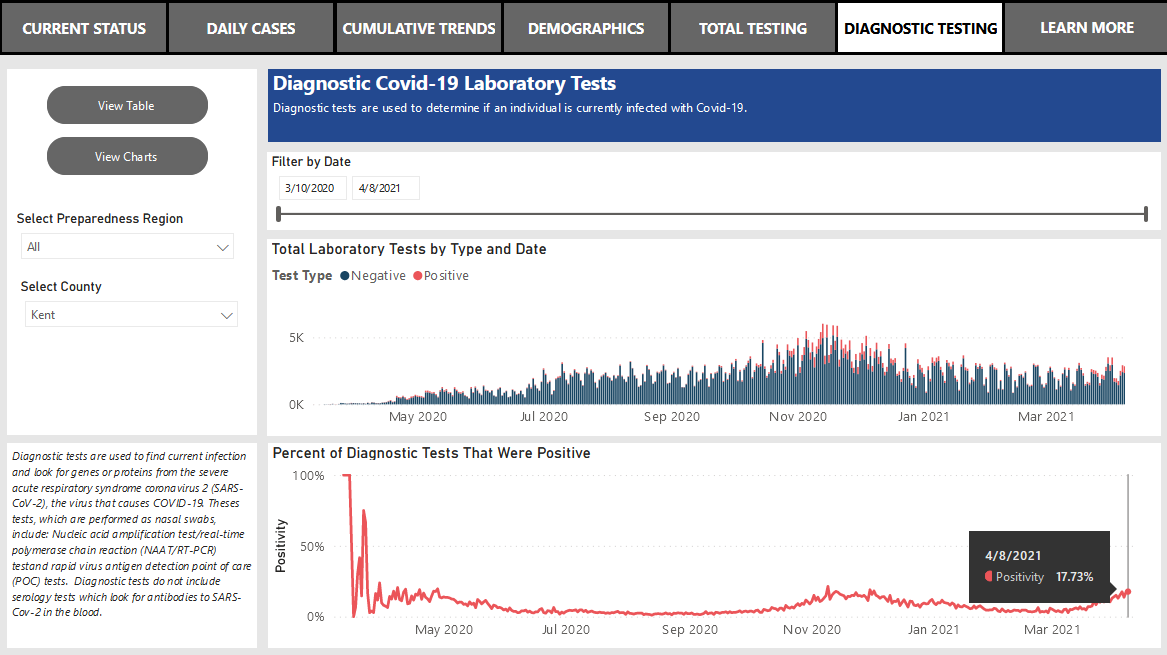 CURRENT STATUS
DAILY CASES
CUMULATIVE TRENDS
DEMOGRAPHICS
TOTAL TESTING
DIAGNOSTIC TESTING
LEARN MORE
View Table
View Charts
Select Preparedness Region
All
Select County
Kent
Diagnostic tests are used to find current infection
and look for genes or proteins from the severe
acute respiratory syndrome coronavirus 2 (SARS-
CoV-2), the virus that causes COVID-19. Theses
tests, which are performed as nasal swabs,
include: Nucleic acid amplification test/real-time
polymerase chain reaction (NAAT/RT-PCR)
testand rapid virus antigen detection point of care
(POC) tests.  Diagnostic tests do not include
serology tests which look for antibodies to SARS-
Cov-2 in the blood.
Diagnostic Covid-19 Laboratory Tests
Diagnostic tests are used to determine if an individual is currently infected with Covid-19.
Filter by Date
3/10/2020 4/8/2021
Total Laboratory Tests by Type and Date
Test Type Negative Positive
5K
0K
May 2020 Jul 2020 Sep 2020 Nov 2020 Jan 2021 Mar 2021
Percent of Diagnostic Tests That Were Positive
Positivity
100%
50%
0%
4/8/2021
Positivity 17.73%
May 2020 Jul 2020 Sep 2020 Nov 2020 Jan 2021 Mar 2021